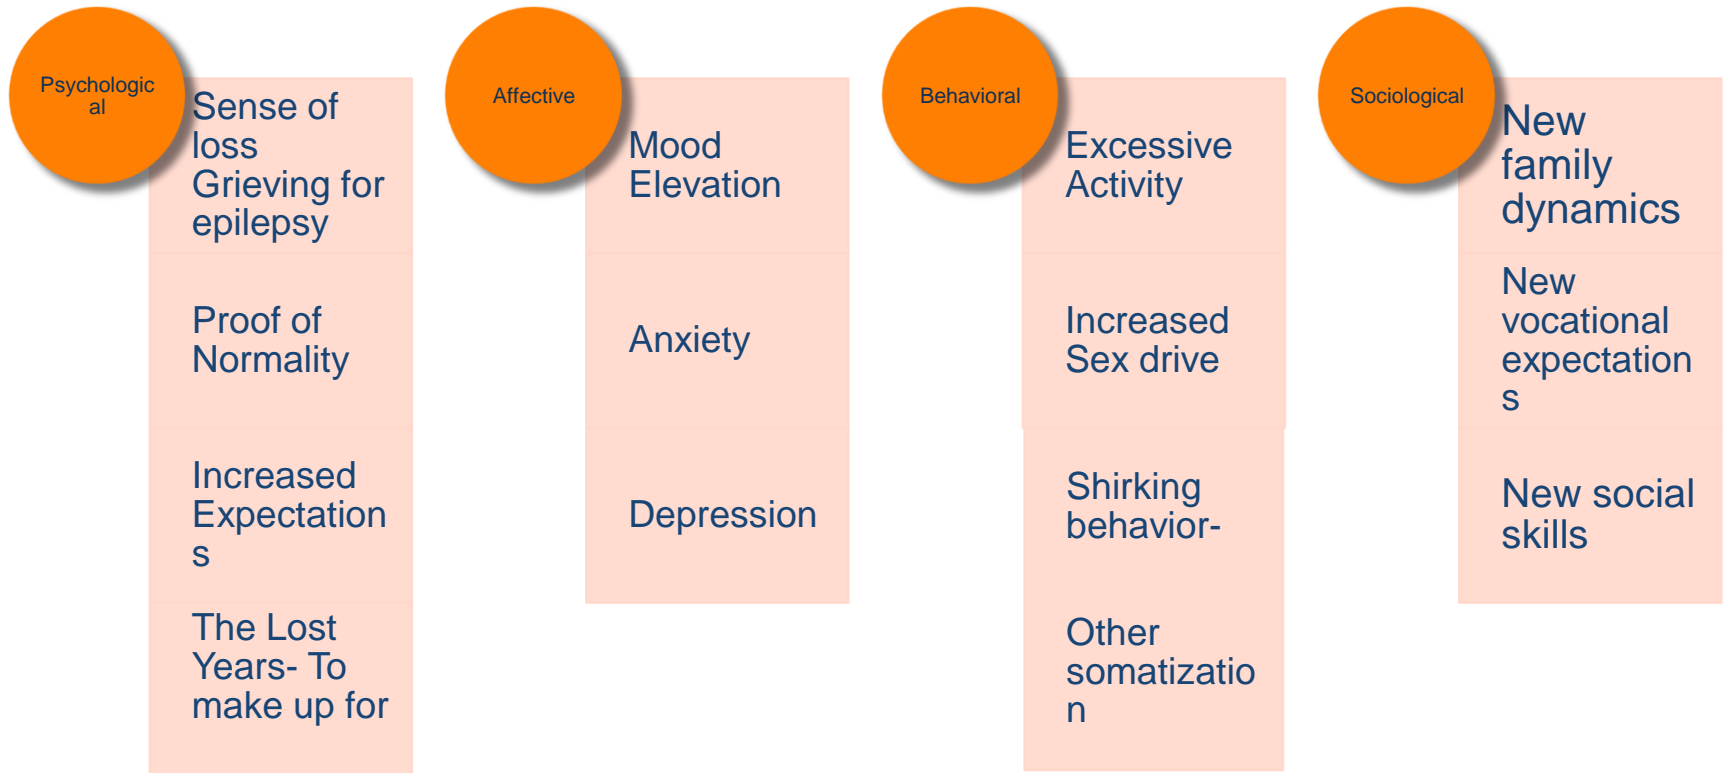 Psychologic
al
Sense of
loss
Grieving for
epilepsy
Proof of
Normality
Increased
Expectation
s
The Lost
Years- To
make up for
Affective
Mood
Elevation
Anxiety
Depression
Behavioral
Excessive
Activity
Increased
Sex drive
Shirking
behavior-
Other
somatizatio
n
Sociological
New
family
dynamics
New
vocational
expectation
s
New social
skills